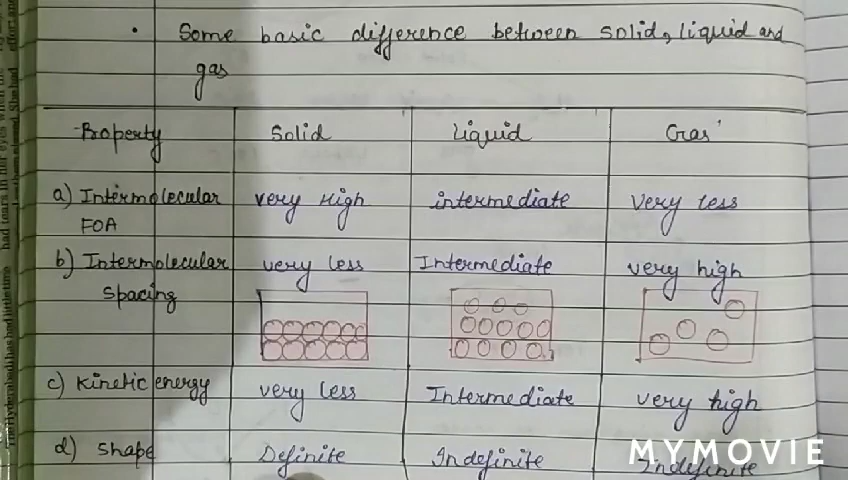 • Some basic difference between solid, liquid and
gas
Property Solid Liquid Gas
a) Intermolecular very High intermediate very less
FOA
b) Intermolecular very less Intermediate very high
spacing
c) Kinetic energy very less Intermediate very high
d) shape Definite Indefinite Indefinite
MYMOVIE